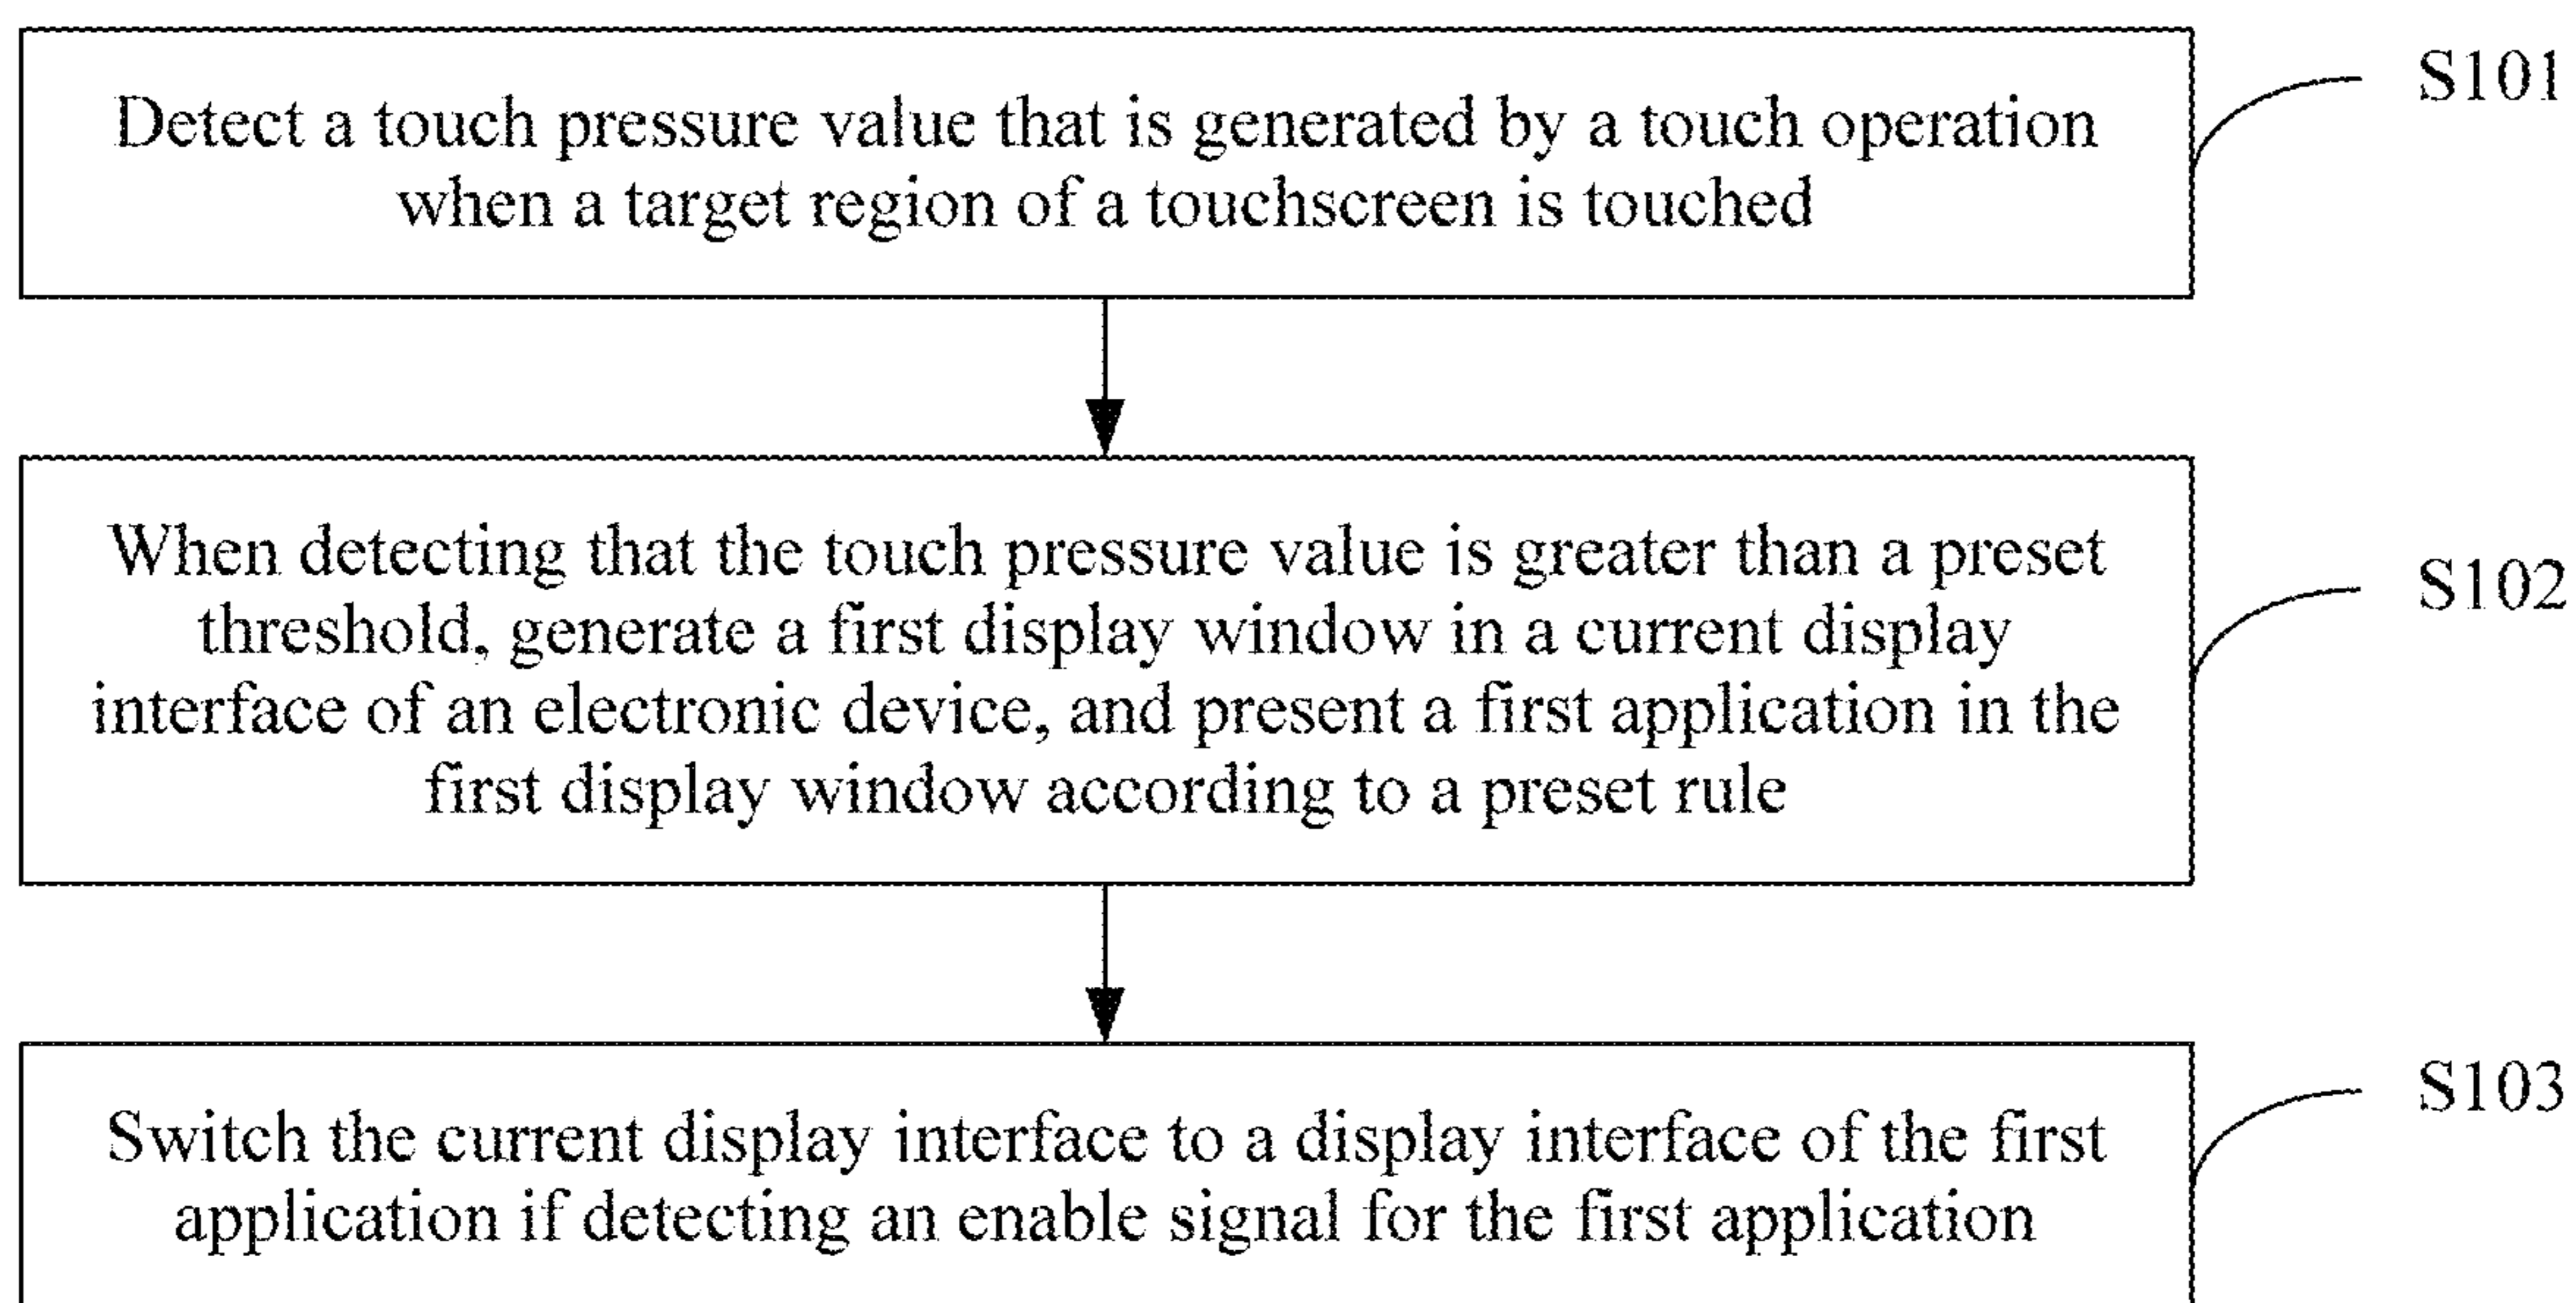 Detect a touch pressure value that is generated by a touch operation
when a target region of a touchscreen is touched
S101
When detecting that the touch pressure value is greater than a preset
threshold, generate a first display window in a current display
interface of an electronic device, and present a first application in the
first display window according to a preset rule
S102
Switch the current display interface to a display interface of the first
application if detecting an enable signal for the first application
S103